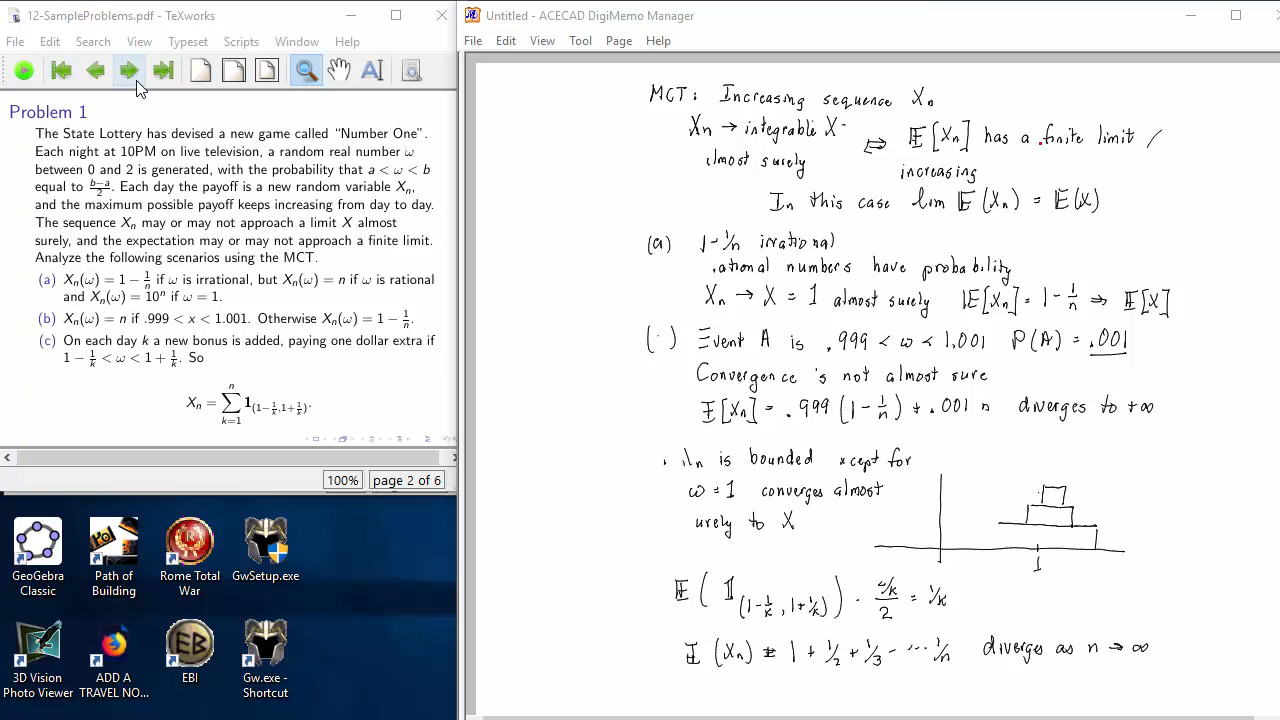 12-SampleProblems.pdf - TeXworks
File Edit Search View Typeset Scripts Window Help
Problem 1
The State Lottery has devised a new game called “Number One”.
Each night at 10PM on live television, a random real number ω
between 0 and 2 is generated, with the probability that a < ω < b
equal to (b−a)/2. Each day the payoff is a new random variable Xₙ,
and the maximum possible payoff keeps increasing from day to day.
The sequence Xₙ may or may not approach a limit X almost
surely, and the expectation may or may not approach a finite limit.
Analyze the following scenarios using the MCT.
(a) Xₙ(ω) = 1 − 1/n if ω is irrational, but Xₙ(ω) = n if ω is rational
and Xₙ(ω) = 10ⁿ if ω = 1.
(b) Xₙ(ω) = n if .999 < x < 1.001. Otherwise Xₙ(ω) = 1 − 1/n.
(c) On each day k a new bonus is added, paying one dollar extra if
1 − 1/k < ω < 1 + 1/k. So
Xₙ = ∑ₖ₌₁ⁿ 1(1−1/k,1+1/k).
100% page 2 of 6
GeoGebra Classic
Path of Building
Rome Total War
GwSetup.exe
3D Vision Photo Viewer
ADD A TRAVEL NO...
EBI
Gw.exe - Shortcut
Untitled - ACECAD DigiMemo Manager
File Edit View Tool Page Help
MCT: Increasing sequence Xn
Xn → integrable X ⇔ 𝔼[Xn] has a finite limit
almost surely increasing
In this case lim 𝔼(Xn) = 𝔼(X)
(a) 1-1/n irrational
rational numbers have probability
Xn → X = 1 almost surely 𝔼[Xn] = 1 - 1/n ⇒ 𝔼[X]
( ) Event A is .999 < ω < 1.001 P(A) = .001
Convergence is not almost sure
𝔼[Xn] = .999 (1 - 1/n) + .001 n diverges to +∞
Xn is bounded xcept for
ω = 1 converges almost
urely to X
1
𝔼 ( 𝟙(1-1/k, 1+1/k) ) = 2/k / 2 = 1/k
𝔼 (Xn) = 1 + 1/2 + 1/3 - ... 1/n diverges as n → ∞